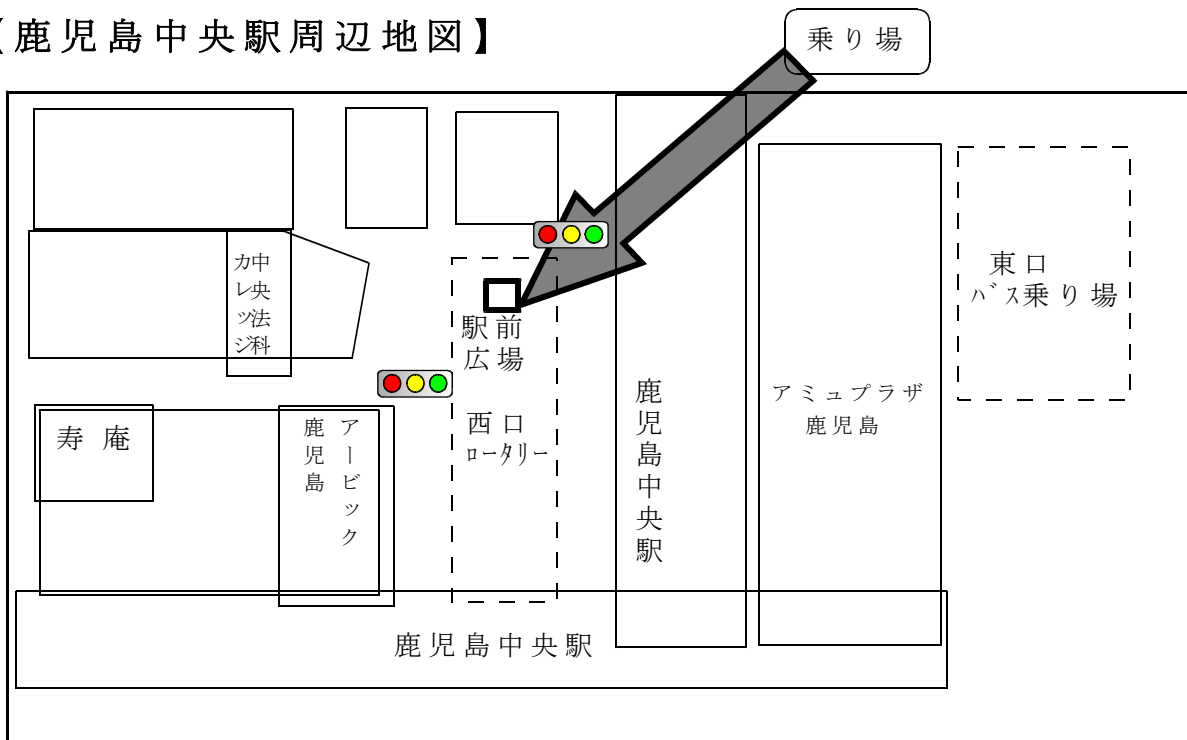 【鹿児島中央駅周辺地図】
乗り場
中央法科
カレッジ
駅前
広場
西口
ロータリー
寿庵
アービック
鹿児島
鹿児島中央駅
アミュプラザ
鹿児島
東口
バス乗り場
鹿児島中央駅